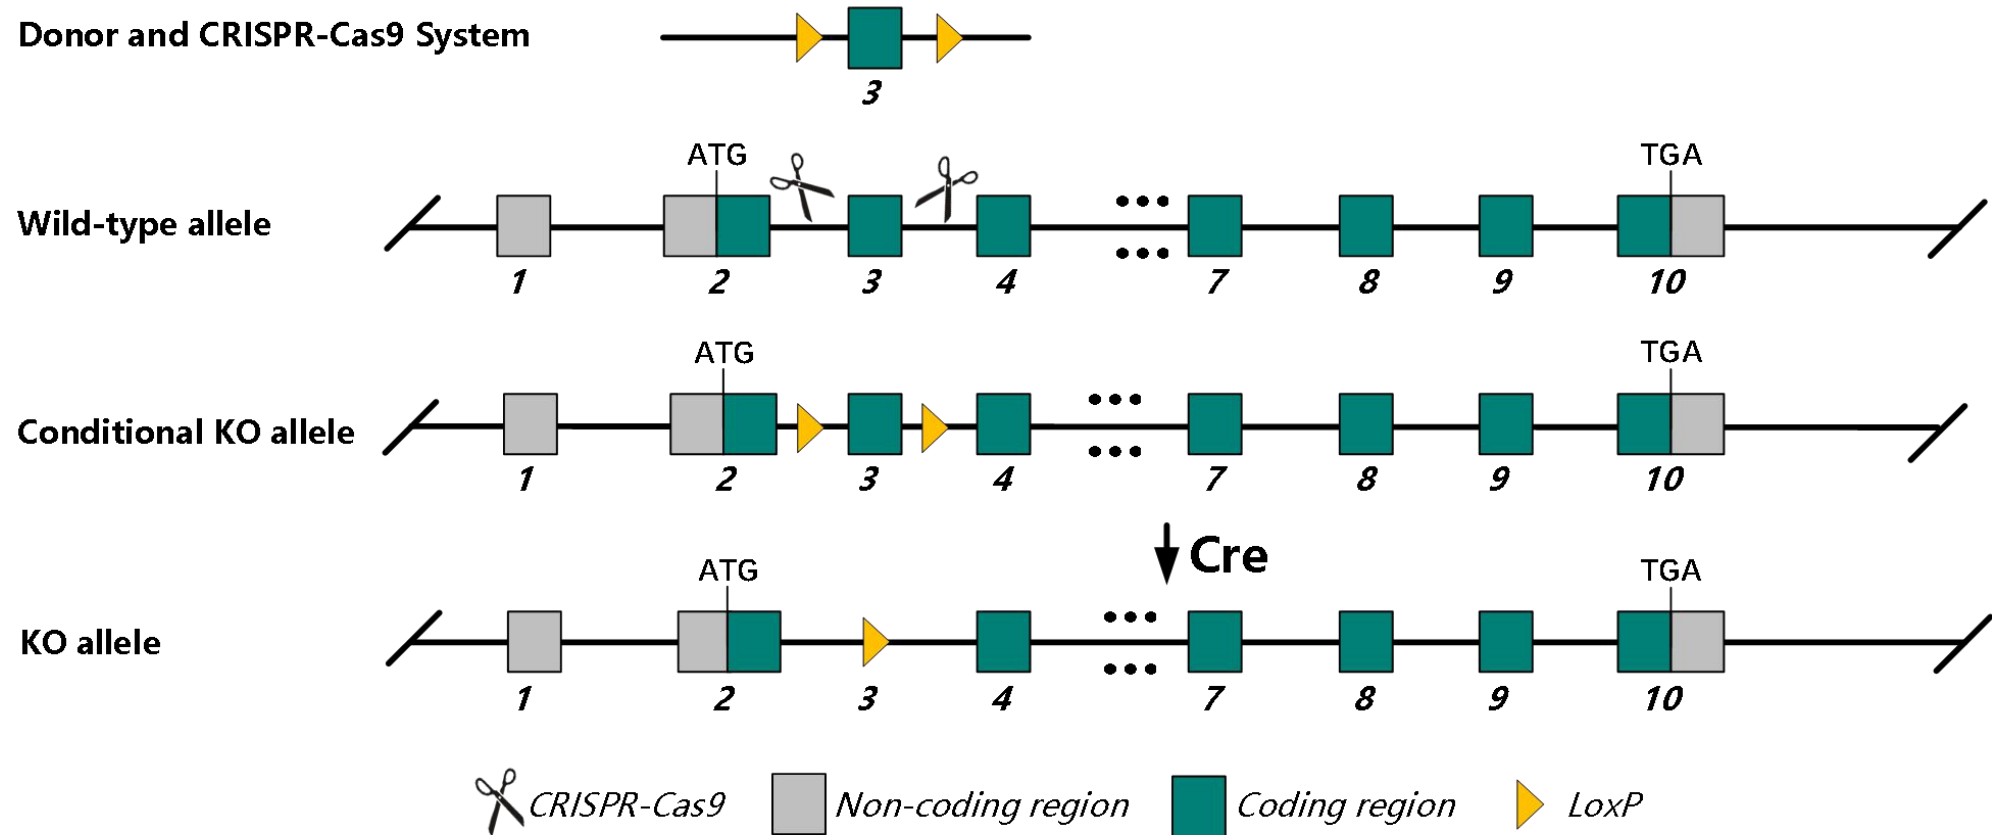 Donor and CRISPR-Cas9 System
3
ATG TGA
Wild-type allele
1 2 3 4 7 8 9 10
ATG TGA
Conditional KO allele
1 2 3 4 7 8 9 10
Cre
ATG TGA
KO allele
1 2 3 4 7 8 9 10
CRISPR-Cas9 Non-coding region Coding region LoxP